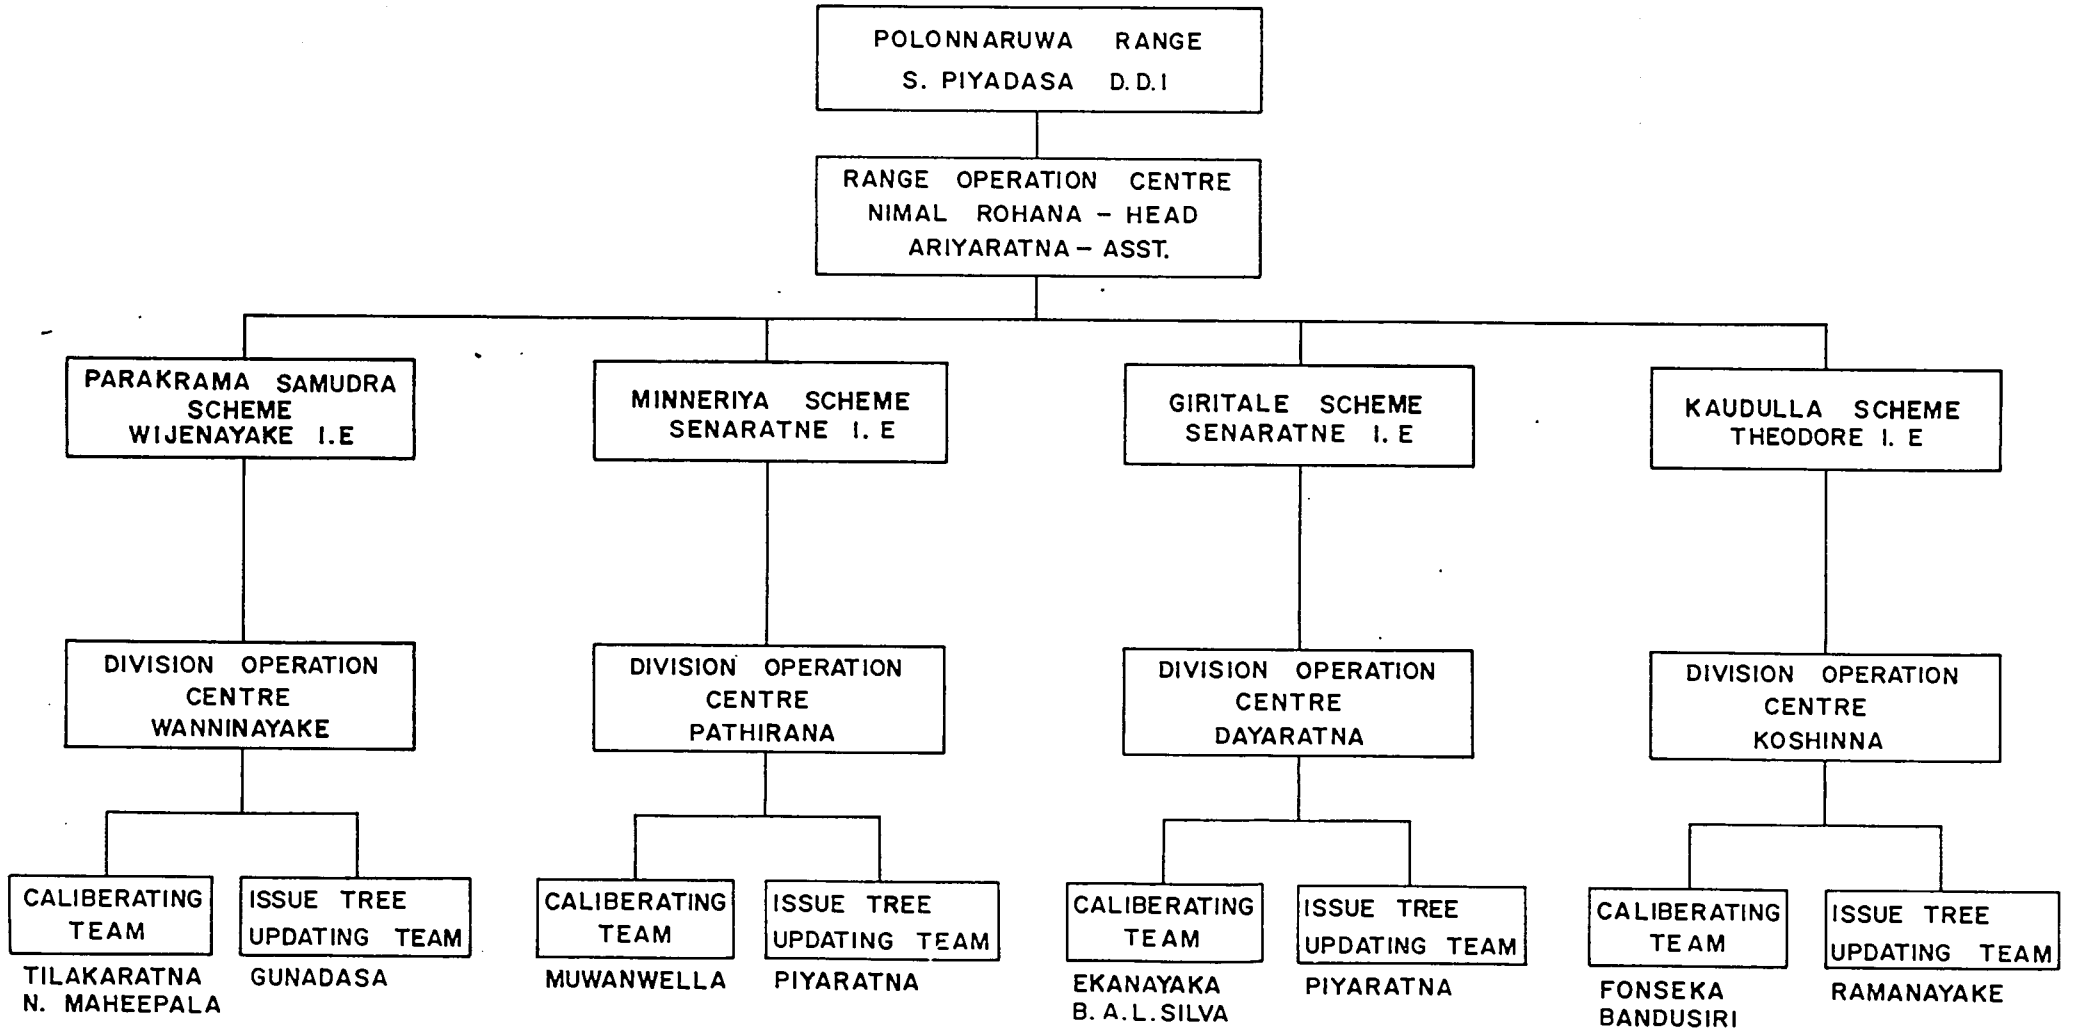 POLONNARUWA RANGE
S. PIYADASA D.D.I
RANGE OPERATION CENTRE
NIMAL ROHANA – HEAD
ARIYARATNA – ASST.
PARAKRAMA SAMUDRA
SCHEME
WIJENAYAKE I.E
MINNERIYA SCHEME
SENARATNE I. E
GIRITALE SCHEME
SENARATNE I. E
KAUDULLA SCHEME
THEODORE I. E
DIVISION OPERATION
CENTRE
WANNINAYAKE
DIVISION OPERATION
CENTRE
PATHIRANA
DIVISION OPERATION
CENTRE
DAYARATNA
DIVISION OPERATION
CENTRE
KOSHINNA
CALIBERATING
TEAM
TILAKARATNA
N. MAHEEPALA
ISSUE TREE
UPDATING TEAM
GUNADASA
CALIBERATING
TEAM
MUWANWELLA
ISSUE TREE
UPDATING TEAM
PIYARATNA
CALIBERATING
TEAM
EKANAYAKA
B. A. L. SILVA
ISSUE TREE
UPDATING TEAM
PIYARATNA
CALIBERATING
TEAM
FONSEKA
BANDUSIRI
ISSUE TREE
UPDATING TEAM
RAMANAYAKE